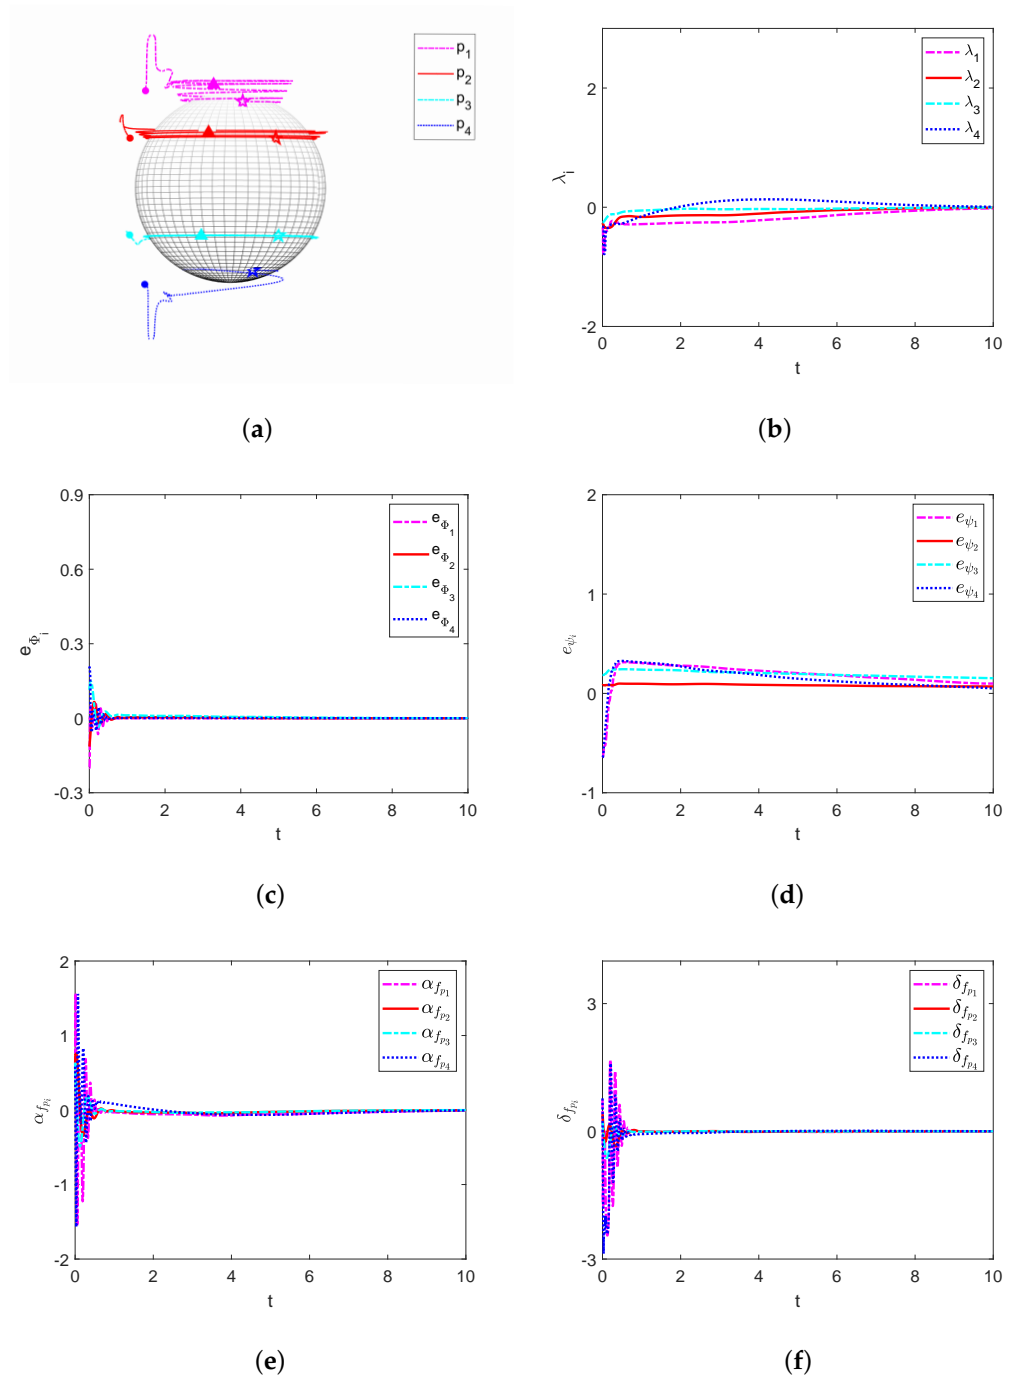 p1
p2
p3
p4
(a)
2
0
-2
0 2 4 6 8 10
λi
t
λ1
λ2
λ3
λ4
(b)
0.9
0.6
0.3
0
-0.3
0 2 4 6 8 10
eΦi
t
eΦ1
eΦ2
eΦ3
eΦ4
(c)
2
1
0
-1
0 2 4 6 8 10
eψi
t
eψ1
eψ2
eψ3
eψ4
(d)
2
1
0
-1
-2
0 2 4 6 8 10
αfpi
t
αfp1
αfp2
αfp3
αfp4
(e)
3
0
-3
0 2 4 6 8 10
δfpi
t
δfp1
δfp2
δfp3
δfp4
(f)